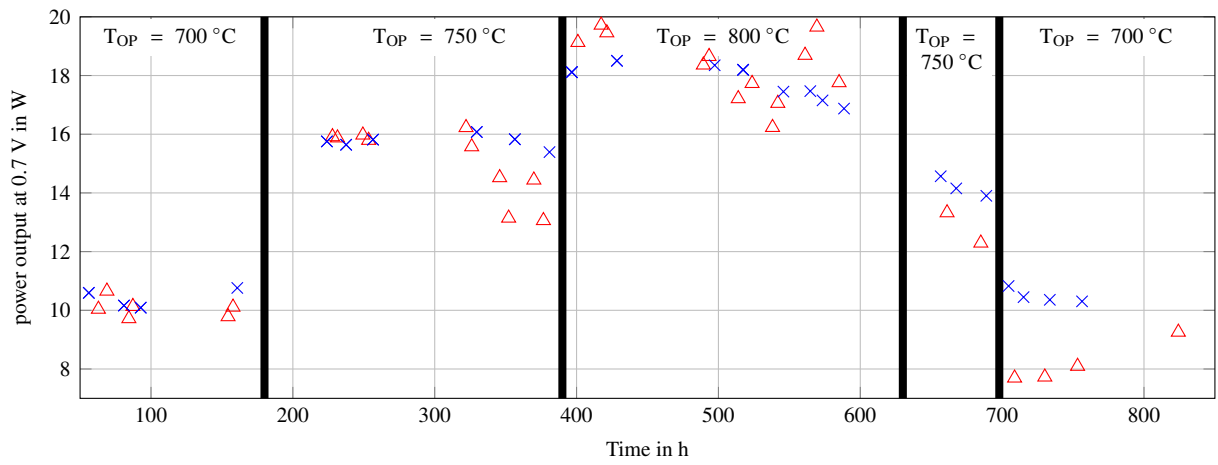 20
18
16
14
12
10
8
power output at 0.7 V in W
T_OP = 700 °C
T_OP = 750 °C
T_OP = 800 °C
T_OP =
750 °C
T_OP = 700 °C
100 200 300 400 500 600 700 800
Time in h